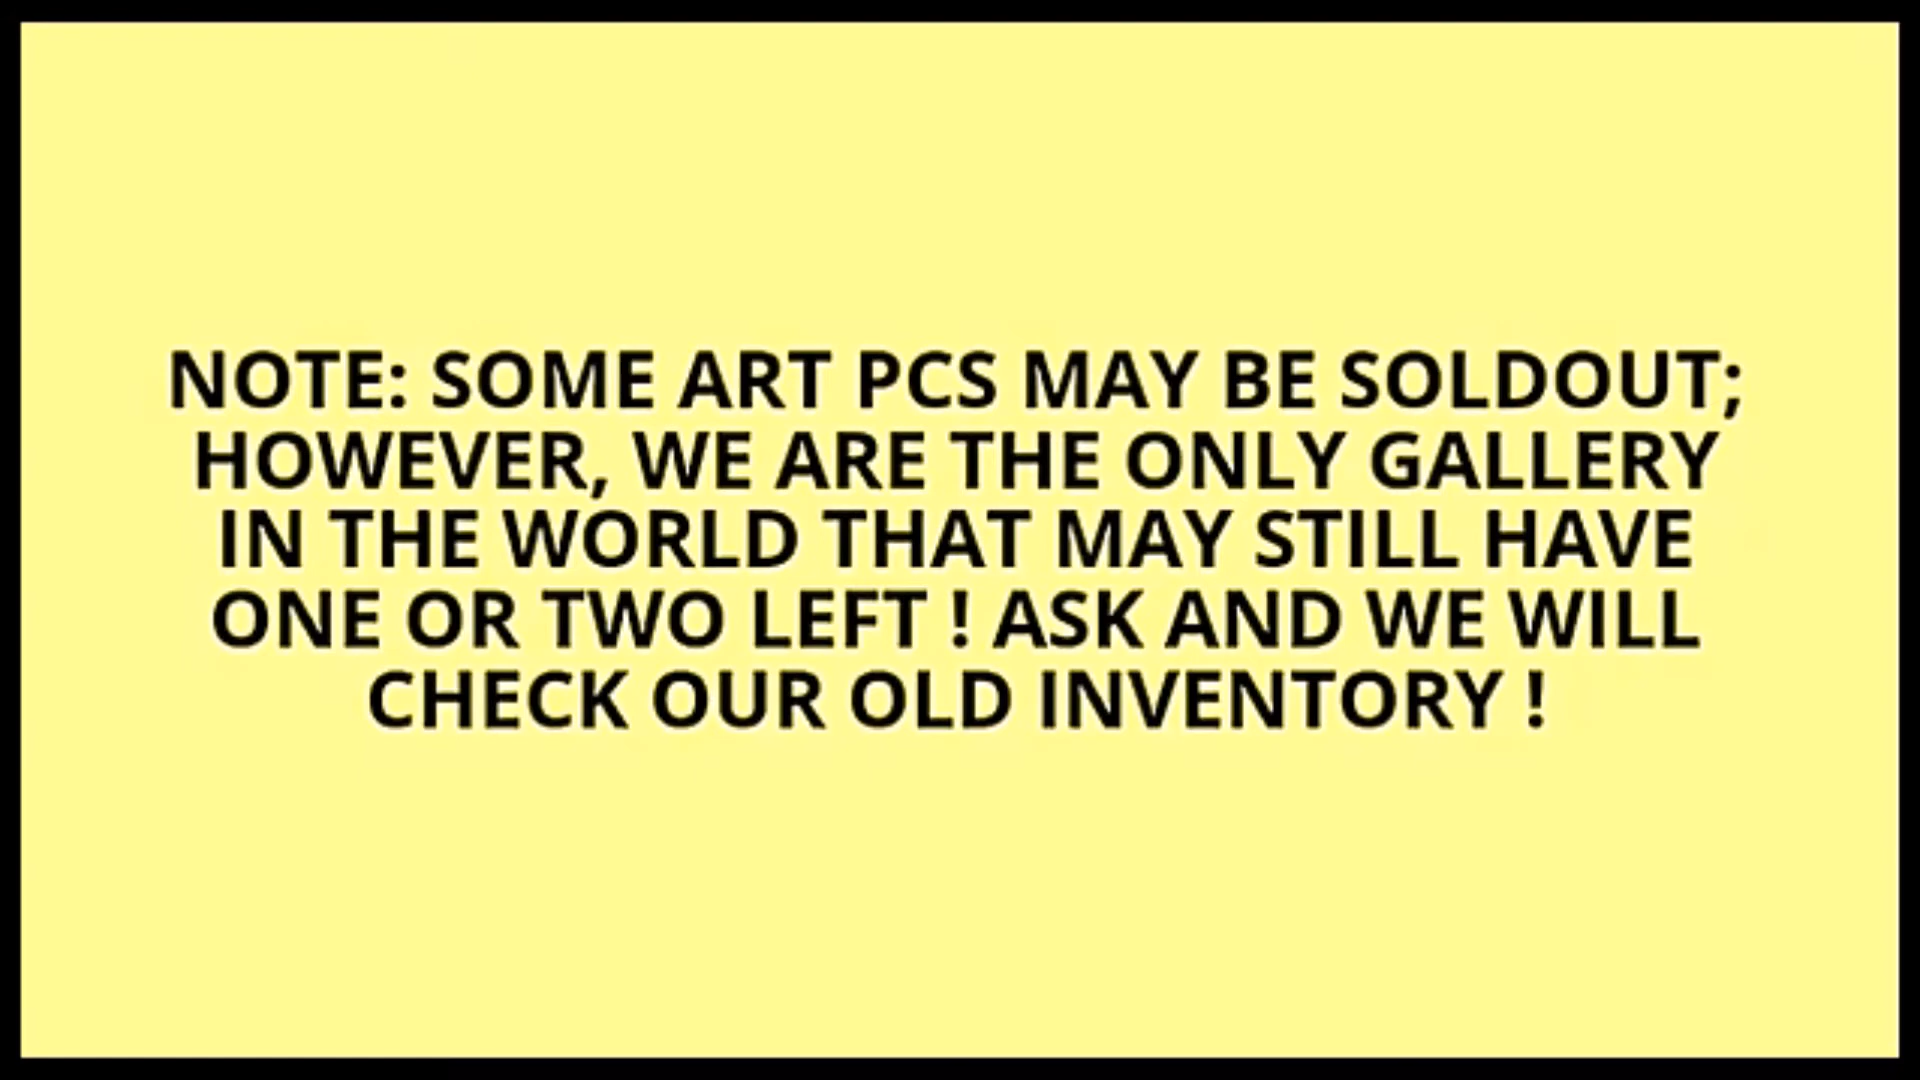 NOTE: SOME ART PCS MAY BE SOLDOUT;
HOWEVER, WE ARE THE ONLY GALLERY
IN THE WORLD THAT MAY STILL HAVE
ONE OR TWO LEFT ! ASK AND WE WILL
CHECK OUR OLD INVENTORY !